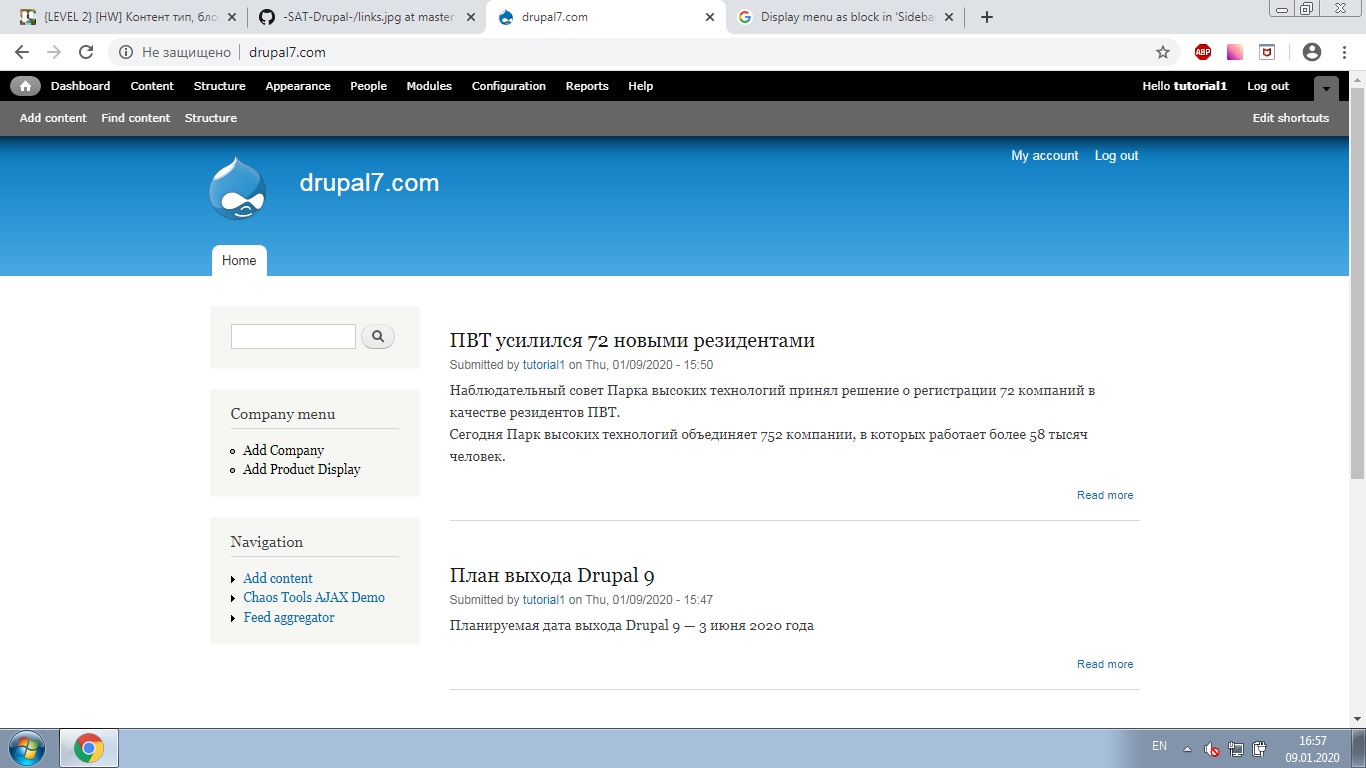 {LEVEL 2} [HW] Контент тип, бло
-SAT-Drupal-/links.jpg at master
drupal7.com
Display menu as block in 'Sideba
Не защищено
drupal7.com
ABP
Dashboard Content Structure Appearance People Modules Configuration Reports Help
Hello tutorial1 Log out
Add content Find content Structure
Edit shortcuts
My account Log out
drupal7.com
Home
Company menu
Add Company
Add Product Display
Navigation
Add content
Chaos Tools AJAX Demo
Feed aggregator
ПВТ усилился 72 новыми резидентами
Submitted by tutorial1 on Thu, 01/09/2020 - 15:50
Наблюдательный совет Парка высоких технологий принял решение о регистрации 72 компаний в
качестве резидентов ПВТ.
Сегодня Парк высоких технологий объединяет 752 компании, в которых работает более 58 тысяч
человек.
Read more
План выхода Drupal 9
Submitted by tutorial1 on Thu, 01/09/2020 - 15:47
Планируемая дата выхода Drupal 9 — 3 июня 2020 года
Read more
EN
16:57
09.01.2020